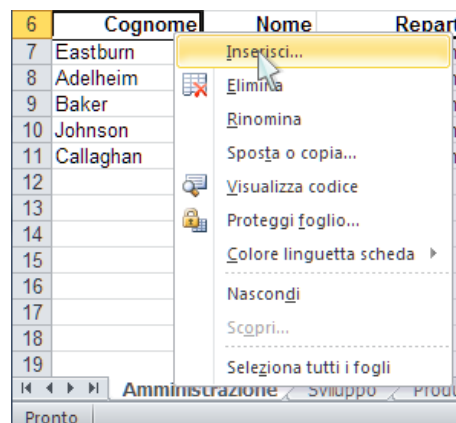 6 Cognome Nome Repart
7 Eastburn Inserisci...
8 Adelheim Elimina
9 Baker Rinomina
10 Johnson Sposta o copia...
11 Callaghan
12 Visualizza codice
13 Proteggi foglio...
14
15 Colore linguetta scheda
16 Nascondi
17
18 Scopri...
19 Seleziona tutti i fogli
Amministrazione Sviluppo Produ
Pronto